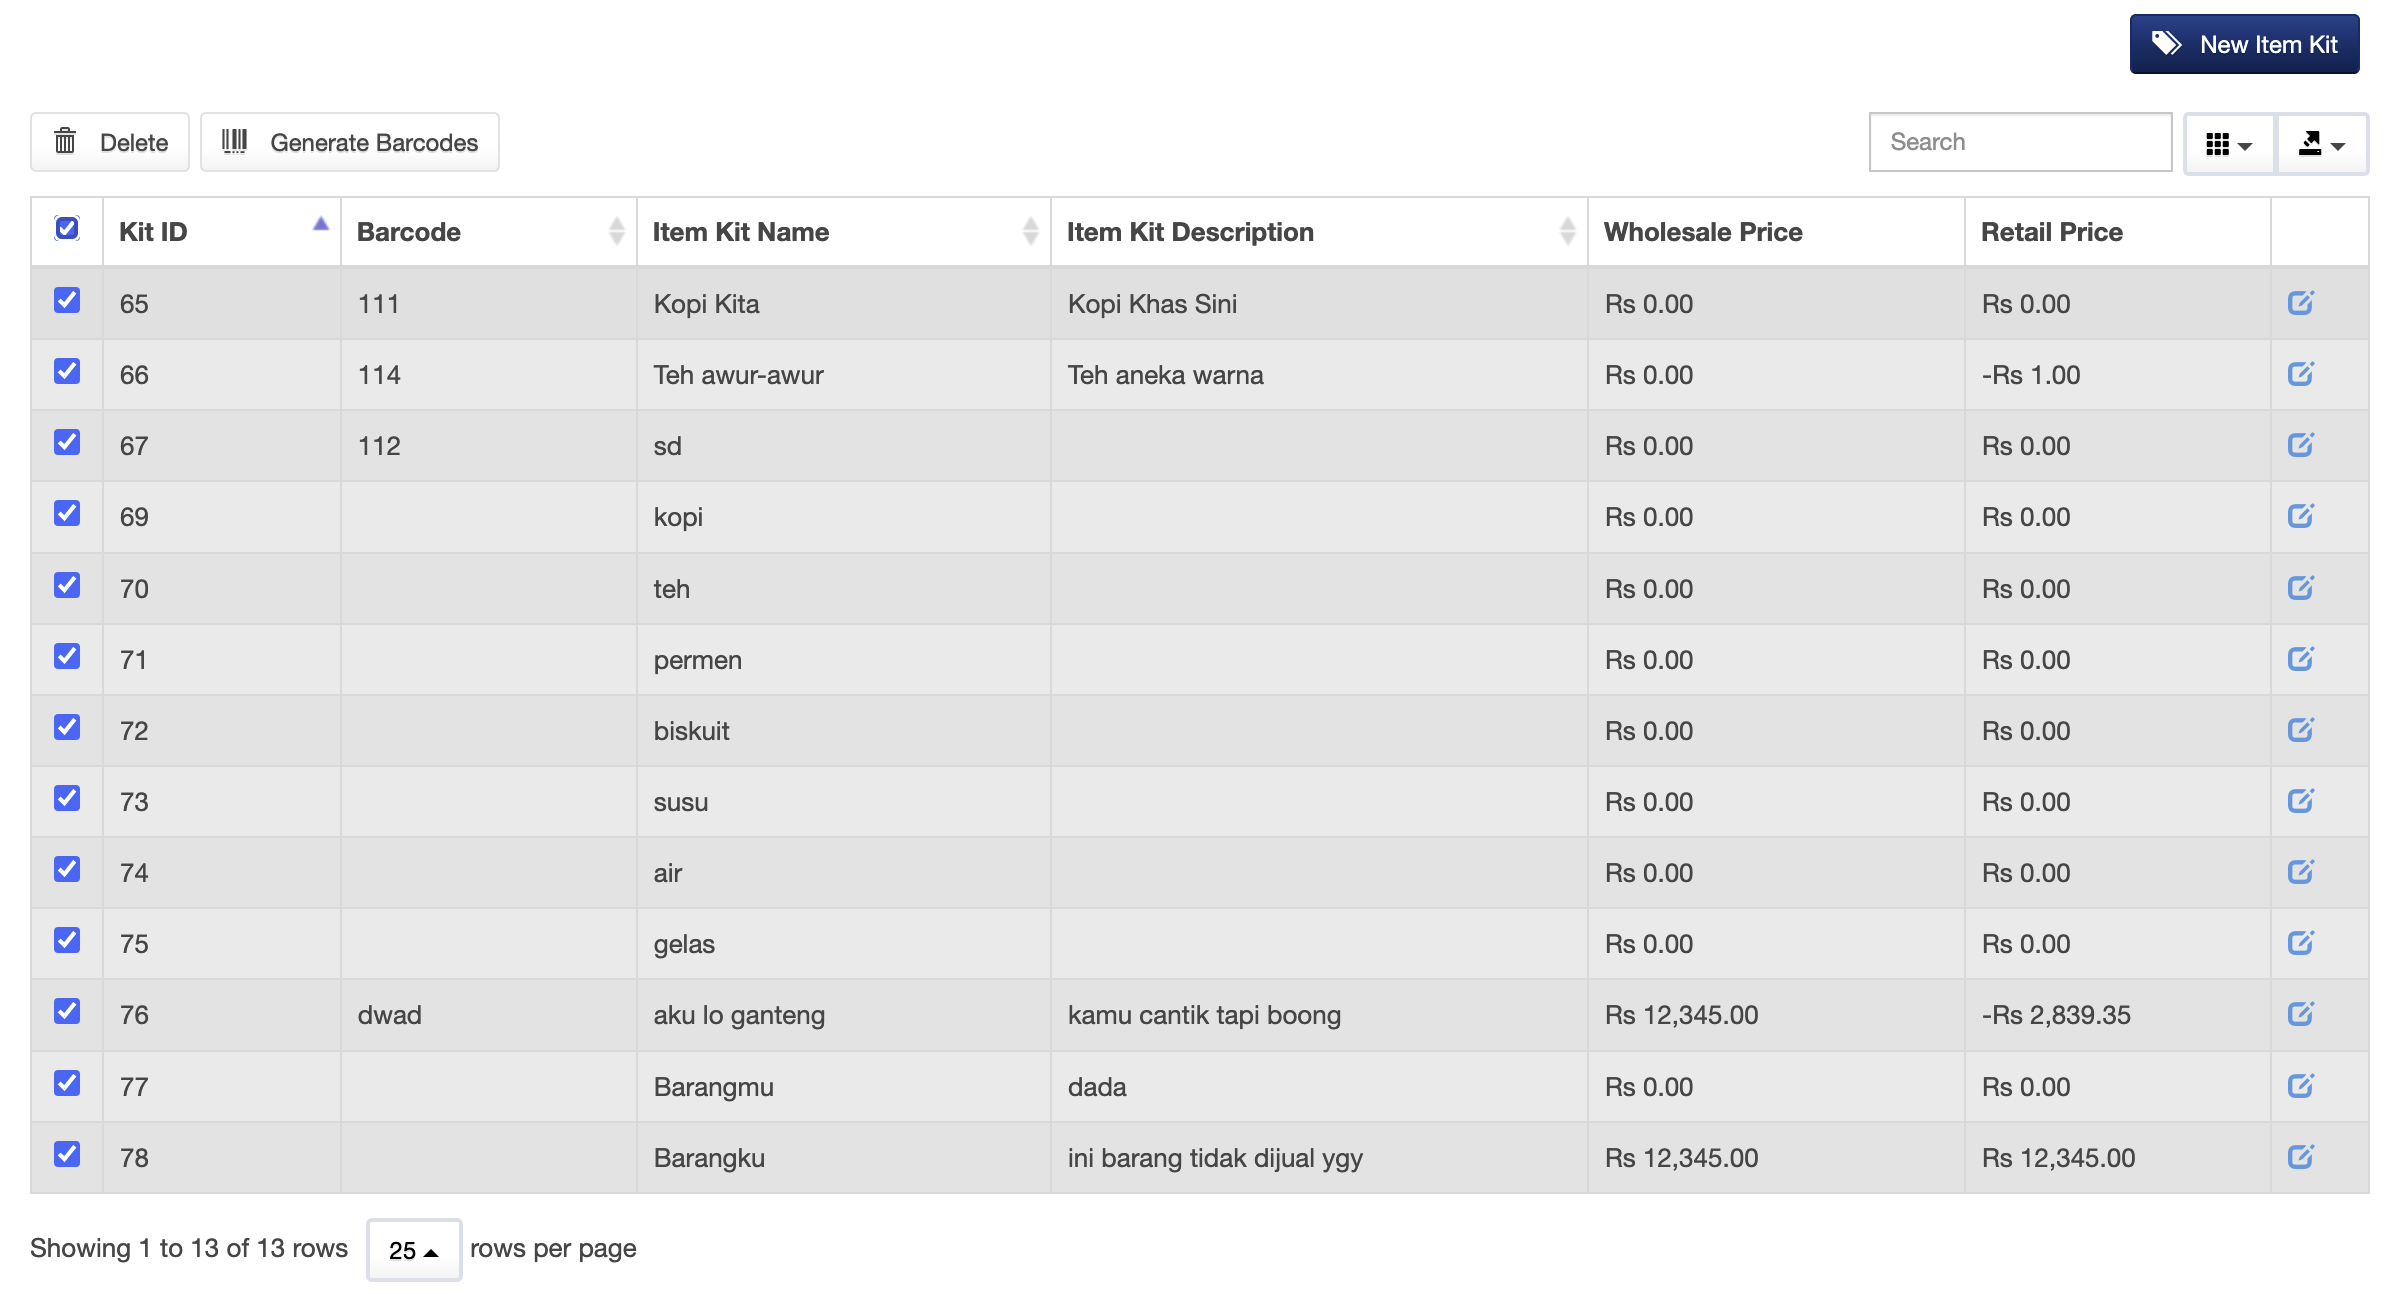 New Item Kit
Delete Generate Barcodes Search
Kit ID Barcode Item Kit Name Item Kit Description Wholesale Price Retail Price
65 111 Kopi Kita Kopi Khas Sini Rs 0.00 Rs 0.00
66 114 Teh awur-awur Teh aneka warna Rs 0.00 -Rs 1.00
67 112 sd Rs 0.00 Rs 0.00
69 kopi Rs 0.00 Rs 0.00
70 teh Rs 0.00 Rs 0.00
71 permen Rs 0.00 Rs 0.00
72 biskuit Rs 0.00 Rs 0.00
73 susu Rs 0.00 Rs 0.00
74 air Rs 0.00 Rs 0.00
75 gelas Rs 0.00 Rs 0.00
76 dwad aku lo ganteng kamu cantik tapi boong Rs 12,345.00 -Rs 2,839.35
77 Barangmu dada Rs 0.00 Rs 0.00
78 Barangku ini barang tidak dijual ygy Rs 12,345.00 Rs 12,345.00
Showing 1 to 13 of 13 rows 25 rows per page